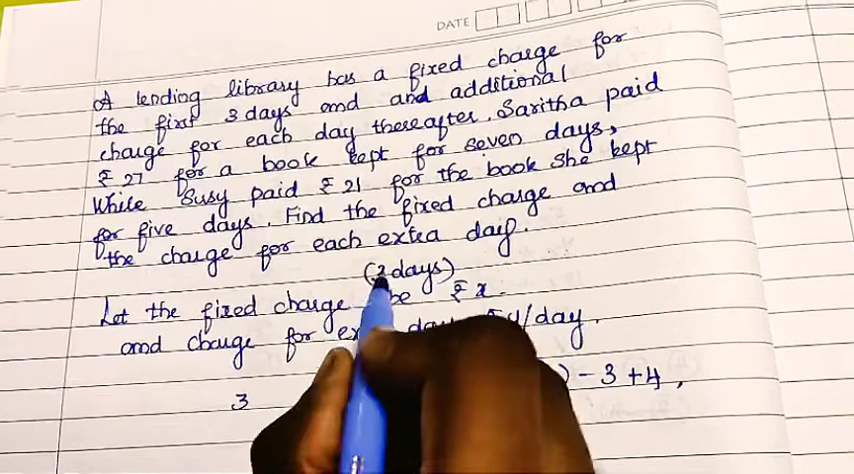 DATE
A lending library has a fixed charge for
the first 3 days and and additional
charge for each day thereafter. Saritha paid
₹ 27 for a book kept for seven days,
While Susy paid ₹ 21 for the book She kept
for five days. Find the fixed charge and
the charge for each extra day.
(3 days)
Let the fixed charge be ₹ x
and charge for y/day.
3 ) - 3 + 4,